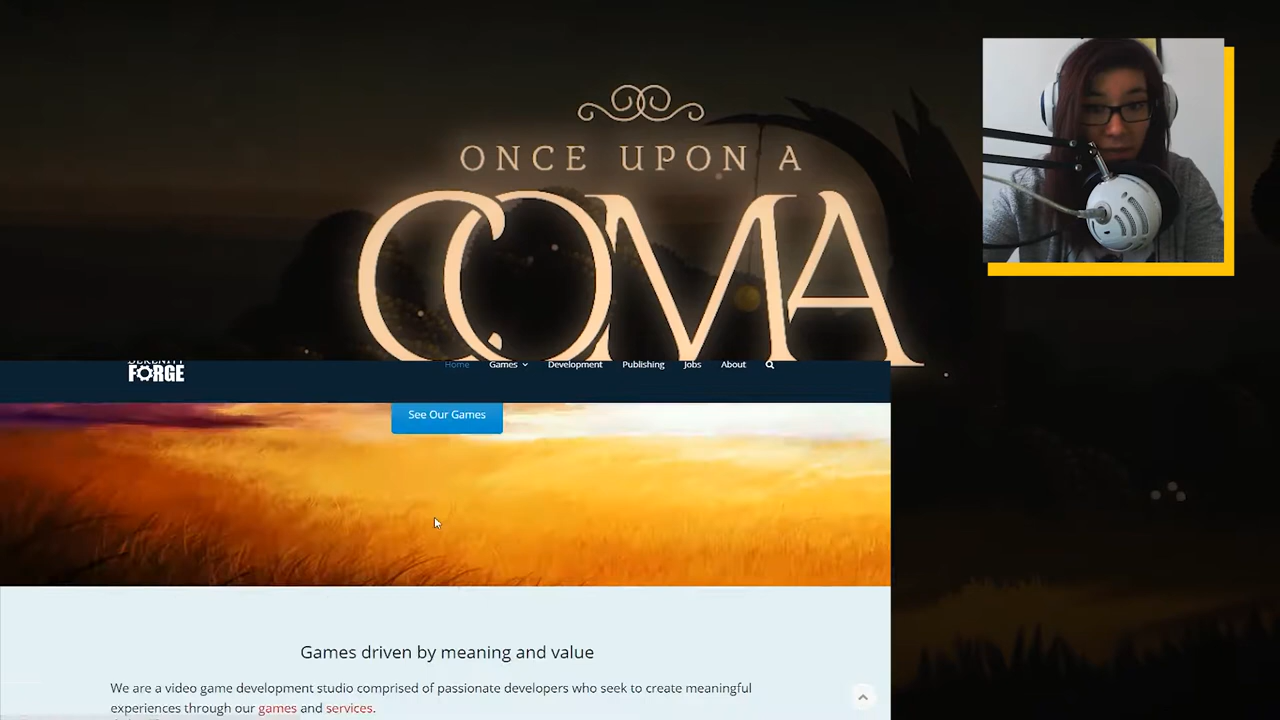 ONCE UPON A
COMA
SERENITY
FORGE
Home Games Development Publishing Jobs About
See Our Games
Games driven by meaning and value
We are a video game development studio comprised of passionate developers who seek to create meaningful
experiences through our games and services.